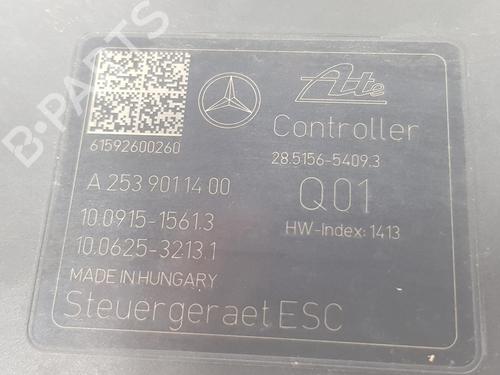 Ate
Controller
61592600260
28.5156-5409.3
A 253 901 14 00
Q01
10.0915-1561.3
HW-Index: 1413
10.0625-3213.1
MADE IN HUNGARY
Steuergeraet ESC
B-PARTS